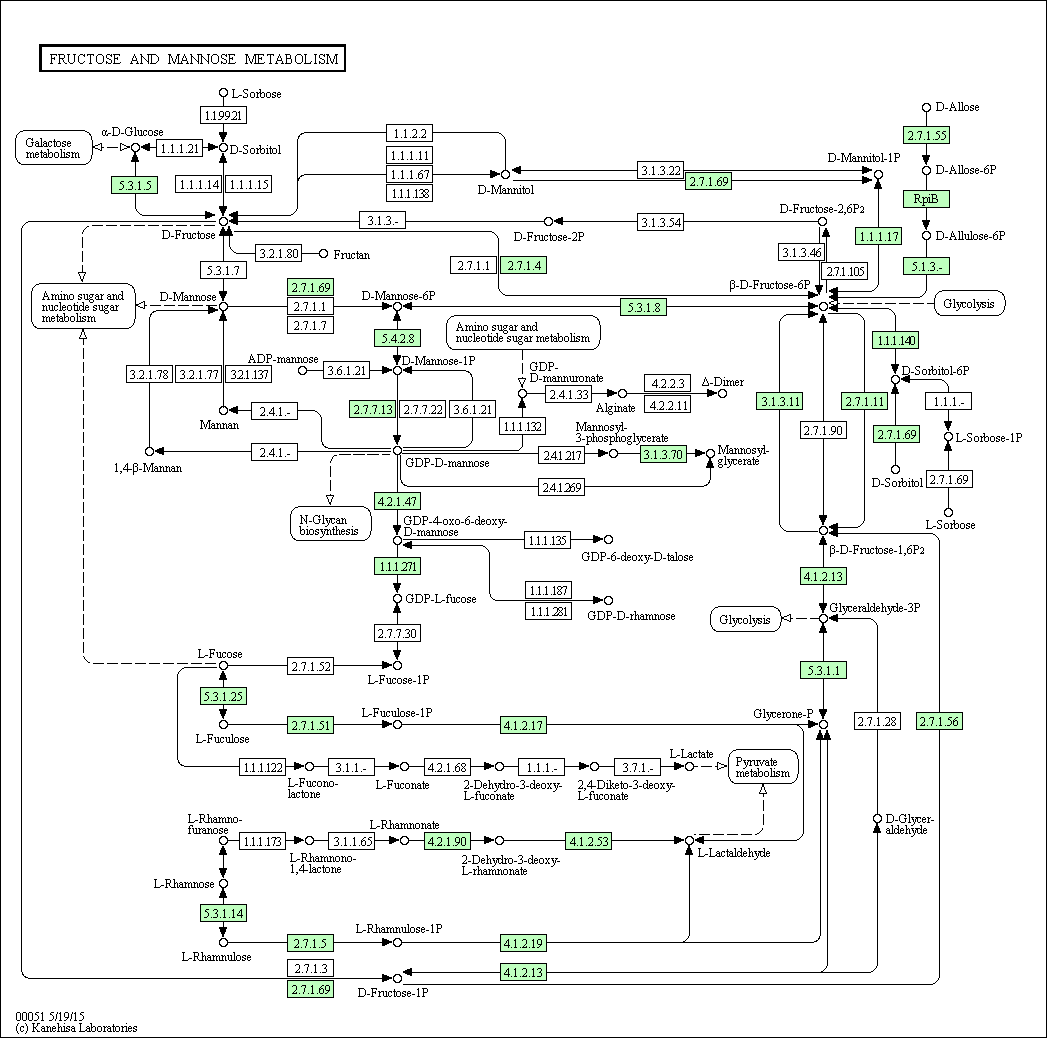 FRUCTOSE AND MANNOSE METABOLISM
L-Sorbose
1.1.99.21
D-Allose
α-D-Glucose
Galactose
metabolism
1.1.1.21
D-Sorbitol
1.1.2.2
1.1.1.11
1.1.1.67
1.1.1.138
D-Mannitol
3.1.3.22
2.7.1.69
D-Mannitol-1P
2.7.1.55
D-Allose-6P
5.3.1.5
1.1.1.14
1.1.1.15
RpiB
D-Fructose
3.1.3.-
D-Fructose-2P
3.1.3.54
D-Fructose-2,6P2
1.1.1.17
D-Allulose-6P
3.2.1.80
Fructan
5.3.1.7
2.7.1.1
2.7.1.4
3.1.3.46
2.7.1.105
5.1.3.-
Amino sugar and
nucleotide sugar
metabolism
D-Mannose
2.7.1.69
2.7.1.1
2.7.1.7
D-Mannose-6P
5.3.1.8
β-D-Fructose-6P
Glycolysis
5.4.2.8
Amino sugar and
nucleotide sugar metabolism
1.1.1.140
ADP-mannose
3.6.1.21
D-Mannose-1P
GDP-
D-mannuronate
D-Sorbitol-6P
3.2.1.78
3.2.1.77
3.2.1.137
2.4.1.33
Alginate
4.2.2.3
4.2.2.11
Δ-Dimer
2.4.1.-
Mannan
2.7.7.13
2.7.7.22
3.6.1.21
1.1.1.132
3.1.3.11
2.7.1.90
2.7.1.11
2.7.1.69
1.1.1.-
L-Sorbose-1P
2.4.1.-
1,4-β-Mannan
GDP-D-mannose
2.4.1.217
Mannosyl-
3-phosphoglycerate
3.1.3.70
Mannosyl-
glycerate
D-Sorbitol
2.7.1.69
2.4.1.269
L-Sorbose
N-Glycan
biosynthesis
4.2.1.47
GDP-4-oxo-6-deoxy-
D-mannose
1.1.1.135
GDP-6-deoxy-D-talose
β-D-Fructose-1,6P2
1.1.1.271
4.1.2.13
GDP-L-fucose
1.1.1.187
1.1.1.281
GDP-D-rhamnose
Glycolysis
Glyceraldehyde-3P
2.7.7.30
L-Fucose
2.7.1.52
L-Fucose-1P
5.3.1.1
5.3.1.25
L-Fuculose
2.7.1.51
L-Fuculose-1P
4.1.2.17
Glycerone-P
2.7.1.28
2.7.1.56
1.1.1.122
L-Fucono-
lactone
3.1.1.-
L-Fuconate
4.2.1.68
2-Dehydro-3-deoxy-
L-fuconate
1.1.1.-
2,4-Diketo-3-deoxy-
L-fuconate
3.7.1.-
L-Lactate
Pyruvate
metabolism
L-Rhamno-
furanose
1.1.1.173
L-Rhamnono-
1,4-lactone
3.1.1.65
L-Rhamnonate
4.2.1.90
2-Dehydro-3-deoxy-
L-rhamnonate
4.1.2.53
L-Lactaldehyde
D-Glycer-
aldehyde
L-Rhamnose
5.3.1.14
L-Rhamnulose
2.7.1.5
L-Rhamnulose-1P
4.1.2.19
2.7.1.3
2.7.1.69
D-Fructose-1P
4.1.2.13
00051 5/19/15
(c) Kanehisa Laboratories